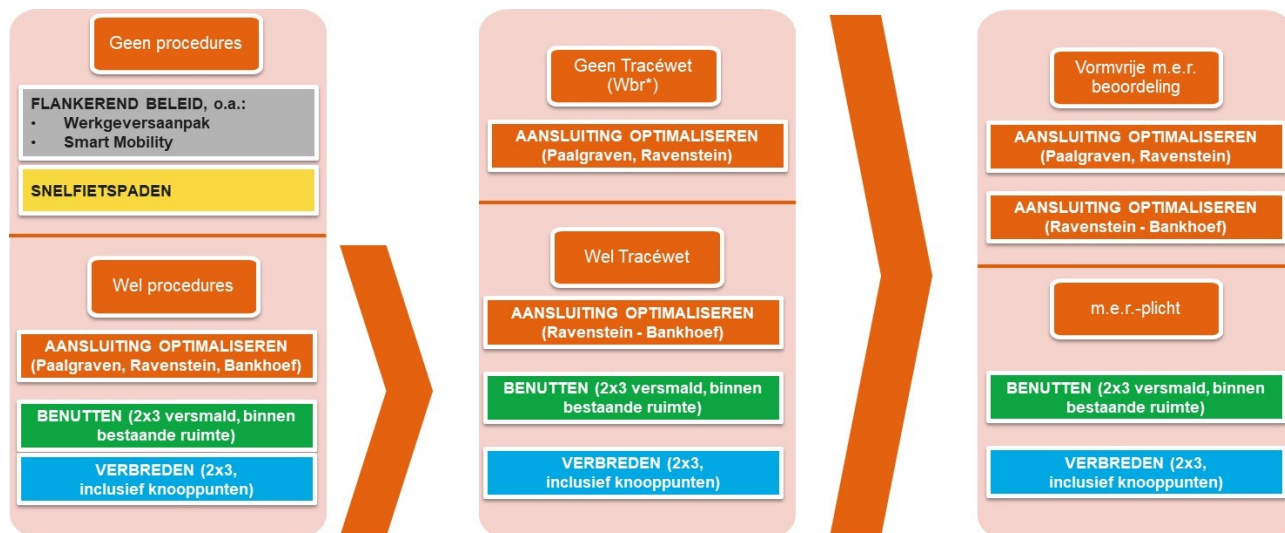 Geen procedures
FLANKEREND BELEID, o.a.:
• Werkgeversaanpak
• Smart Mobility
SNELFIETSPADEN
Wel procedures
AANSLUITING OPTIMALISEREN
(Paalgraven, Ravenstein, Bankhoef)
BENUTTEN (2x3 versmald, binnen
bestaande ruimte)
VERBREDEN (2x3,
inclusief knooppunten)
Geen Tracéwet
(Wbr*)
AANSLUITING OPTIMALISEREN
(Paalgraven, Ravenstein)
Wel Tracéwet
AANSLUITING OPTIMALISEREN
(Ravenstein - Bankhoef)
BENUTTEN (2x3 versmald, binnen
bestaande ruimte)
VERBREDEN (2x3,
inclusief knooppunten)
Vormvrije m.e.r.
beoordeling
AANSLUITING OPTIMALISEREN
(Paalgraven, Ravenstein)
AANSLUITING OPTIMALISEREN
(Ravenstein - Bankhoef)
m.e.r.-plicht
BENUTTEN (2x3 versmald, binnen
bestaande ruimte)
VERBREDEN (2x3,
inclusief knooppunten)